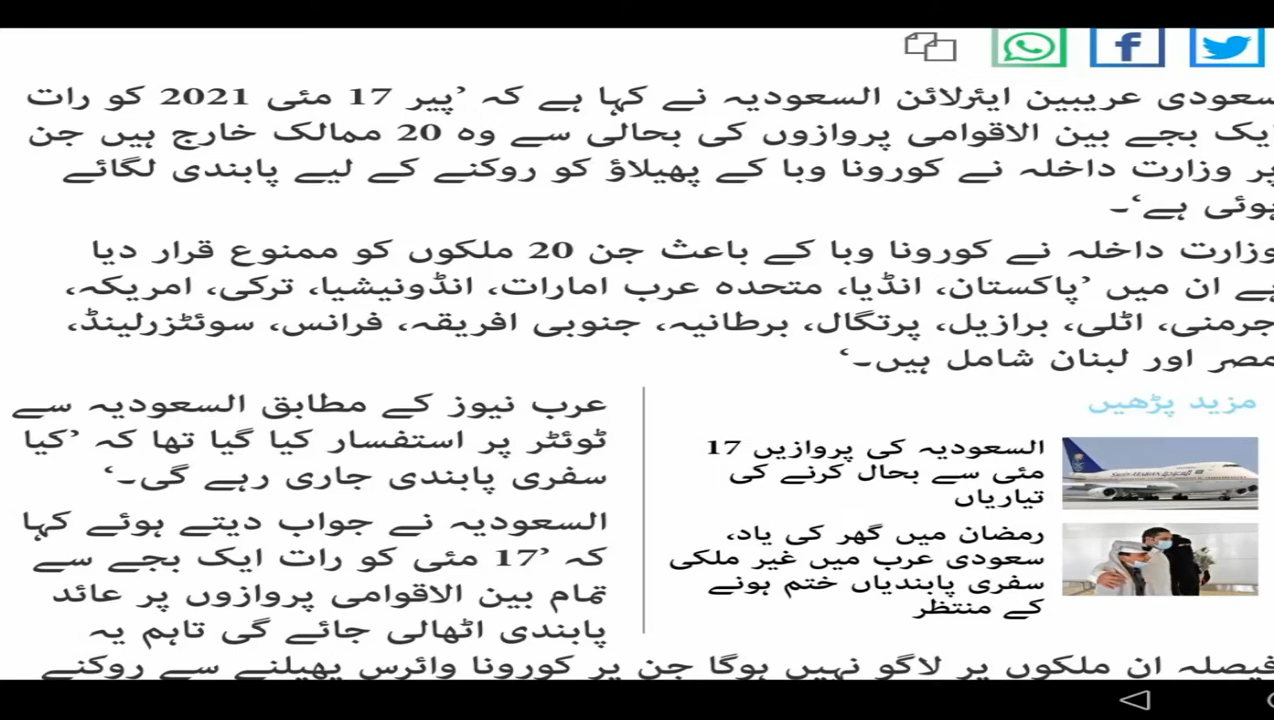 سعودی عریبین ایئرلائن السعودیہ نے کہا ہے کہ ’پیر 17 مئی 2021 کو رات
ایک بجے بین الاقوامی پروازوں کی بحالی سے وہ 20 ممالک خارج ہیں جن
پر وزارت داخلہ نے کورونا وبا کے پھیلاؤ کو روکنے کے لیے پابندی لگائے
ہوئی ہے‘۔
وزارت داخلہ نے کورونا وبا کے باعث جن 20 ملکوں کو ممنوع قرار دیا
ہے ان میں ’پاکستان، انڈیا، متحدہ عرب امارات، انڈونیشیا، ترکی، امریکہ،
جرمنی، اٹلی، برازیل، پرتگال، برطانیہ، جنوبی افریقہ، فرانس، سوئٹزرلینڈ،
مصر اور لبنان شامل ہیں۔‘
مزید پڑھیں
السعودیہ کی پروازیں 17
مئی سے بحال کرنے کی
تیاریاں
رمضان میں گھر کی یاد،
سعودی عرب میں غیر ملکی
سفری پابندیاں ختم ہونے
کے منتظر
عرب نیوز کے مطابق السعودیہ سے
ٹوئٹر پر استفسار کیا گیا تھا کہ ’کیا
سفری پابندی جاری رہے گی۔‘
السعودیہ نے جواب دیتے ہوئے کہا
کہ ’17 مئی کو رات ایک بجے سے
تمام بین الاقوامی پروازوں پر عائد
پابندی اٹھالی جائے گی تاہم یہ
فیصلہ ان ملکوں پر لاگو نہیں ہوگا جن پر کورونا وائرس پھیلنے سے روکنے